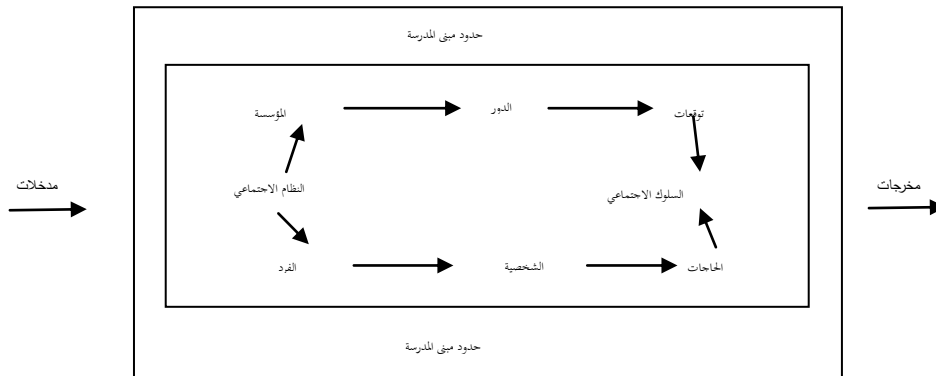 حدود مبنى المدرسة
المؤسسة
الدور
توقعات
مدخلات
النظام الاجتماعي
السلوك الاجتماعي
مخرجات
الفرد
الشخصية
الحاجات
حدود مبنى المدرسة